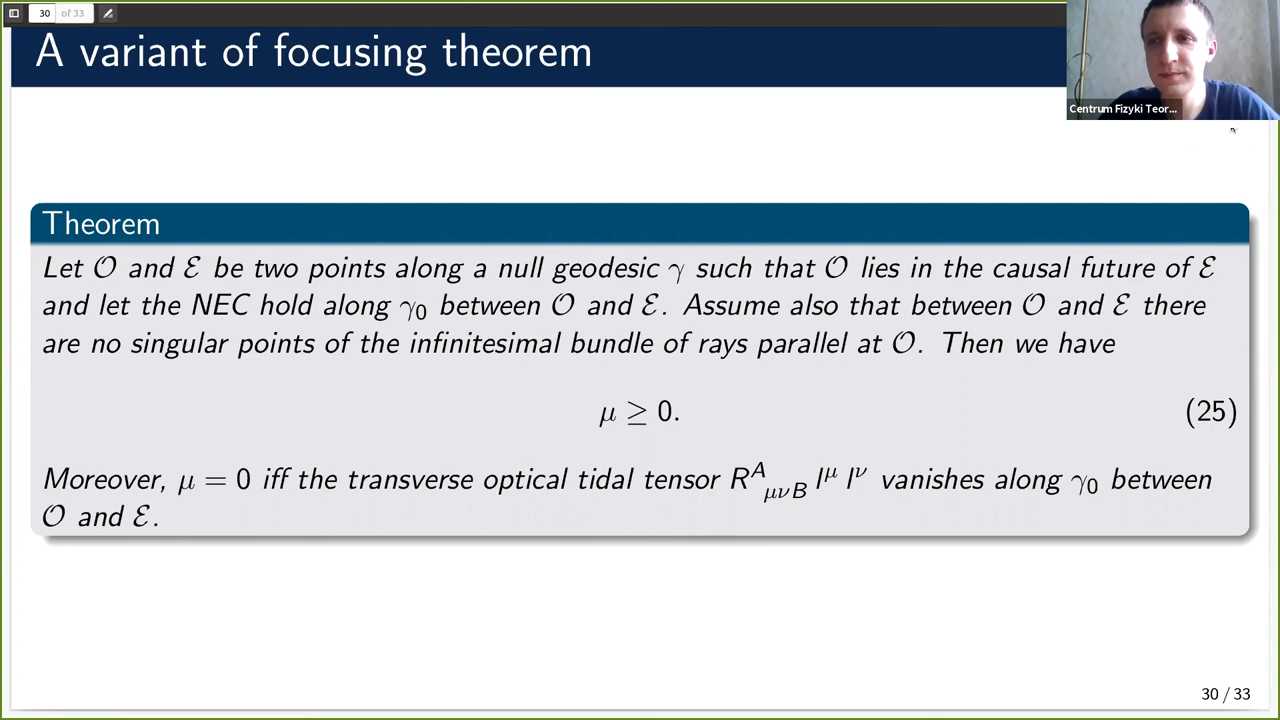 30 of 33
A variant of focusing theorem
Centrum Fizyki Teor...
Theorem
Let 𝒪 and ℰ be two points along a null geodesic γ such that 𝒪 lies in the causal future of ℰ
and let the NEC hold along γ₀ between 𝒪 and ℰ. Assume also that between 𝒪 and ℰ there
are no singular points of the infinitesimal bundle of rays parallel at 𝒪. Then we have
μ ≥ 0. (25)
Moreover, μ = 0 iff the transverse optical tidal tensor R^A_{μνB} l^μ l^ν vanishes along γ₀ between
𝒪 and ℰ.
30 / 33